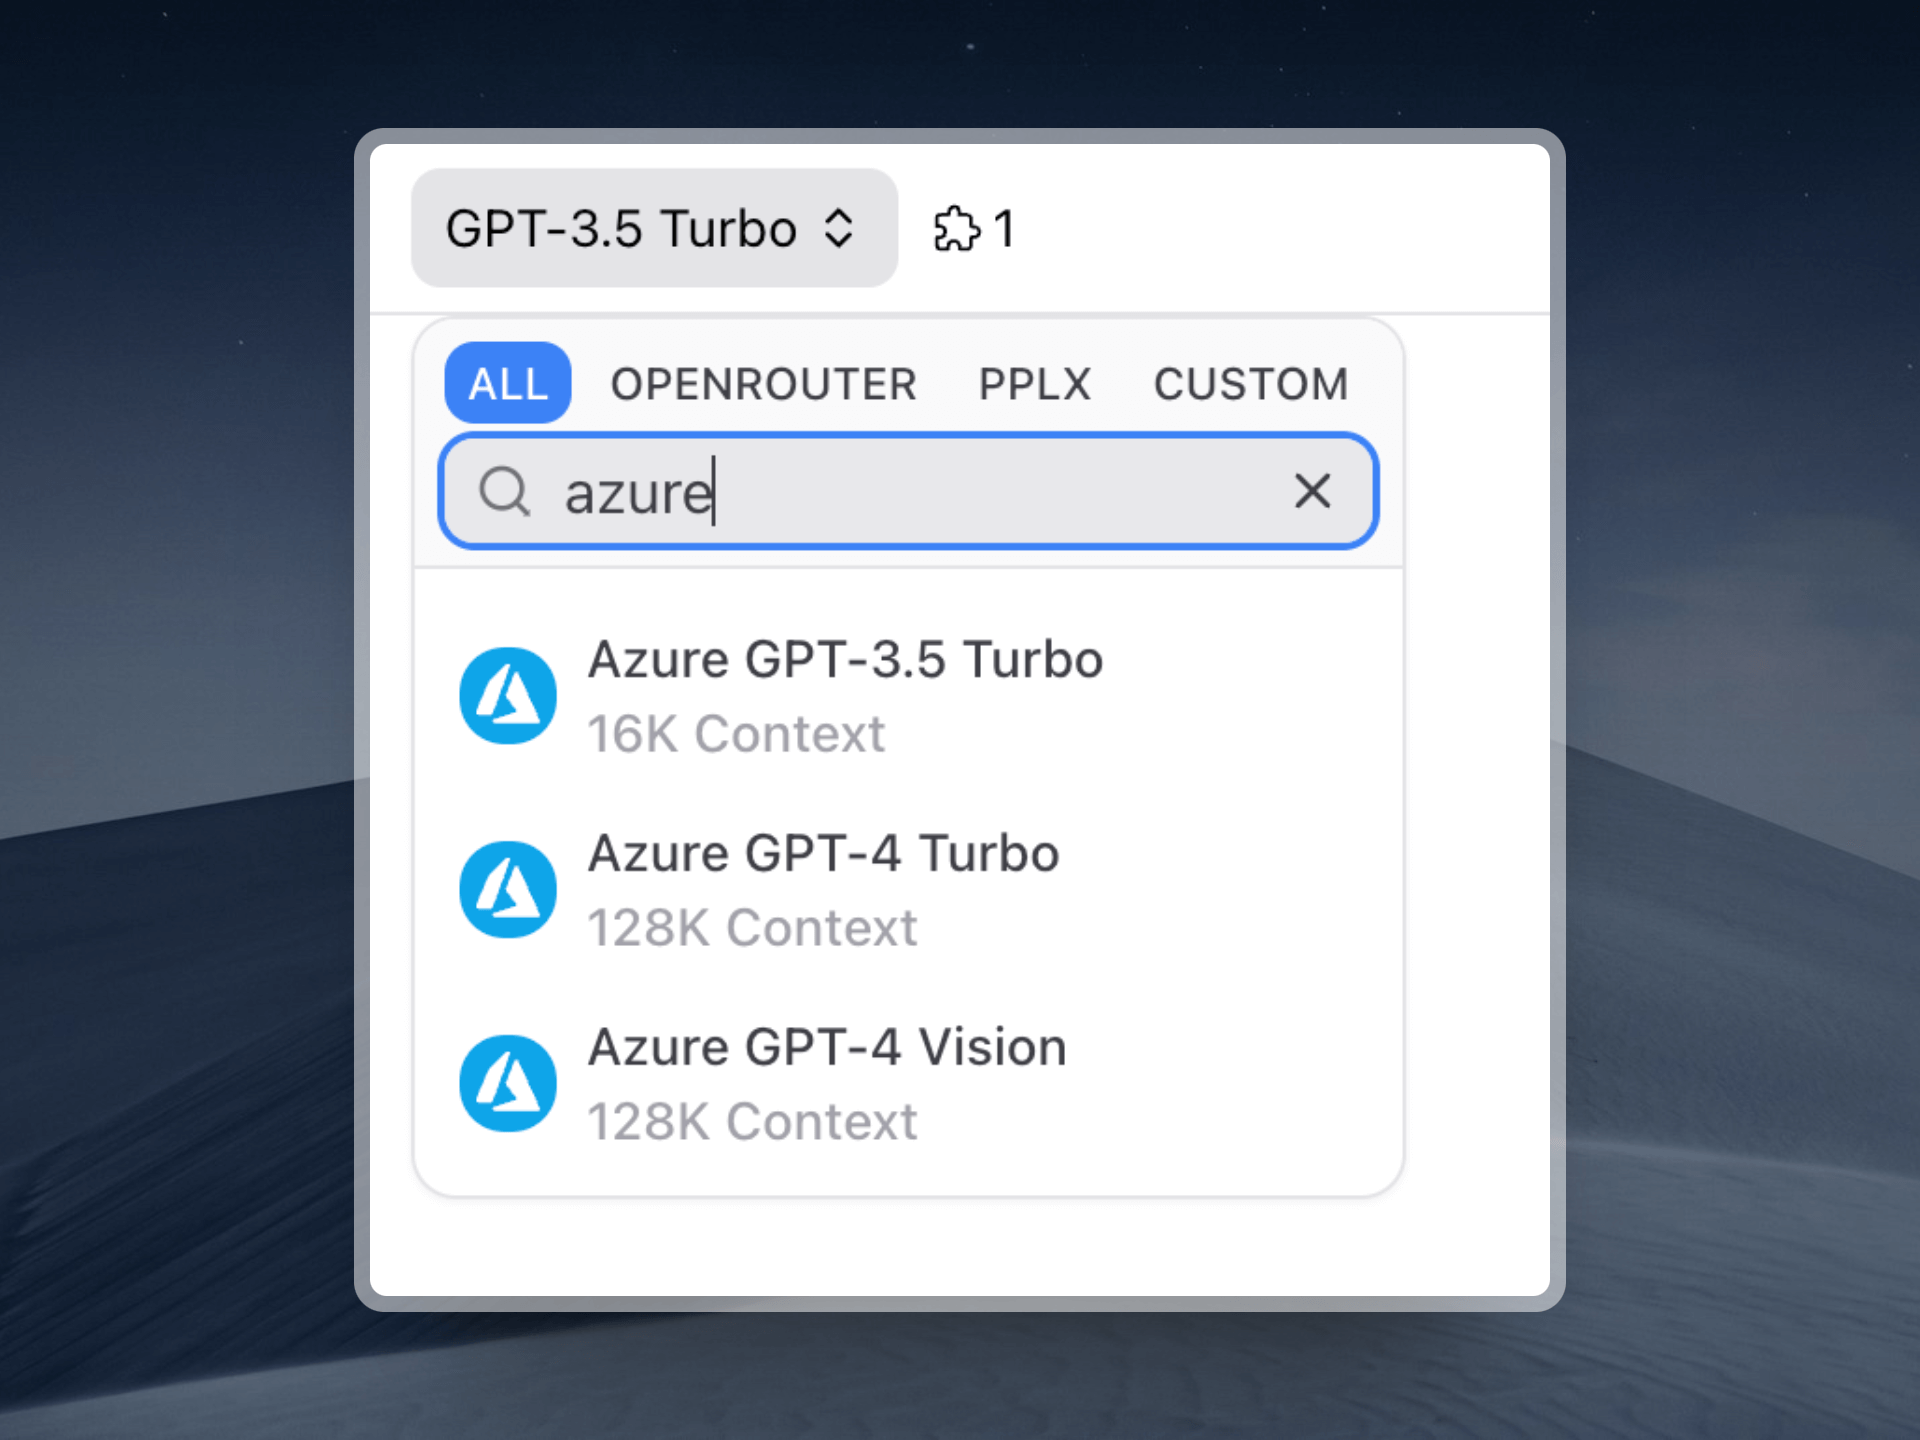 GPT-3.5 Turbo 1
ALL OPENROUTER PPLX CUSTOM
azure
Azure GPT-3.5 Turbo
16K Context
Azure GPT-4 Turbo
128K Context
Azure GPT-4 Vision
128K Context